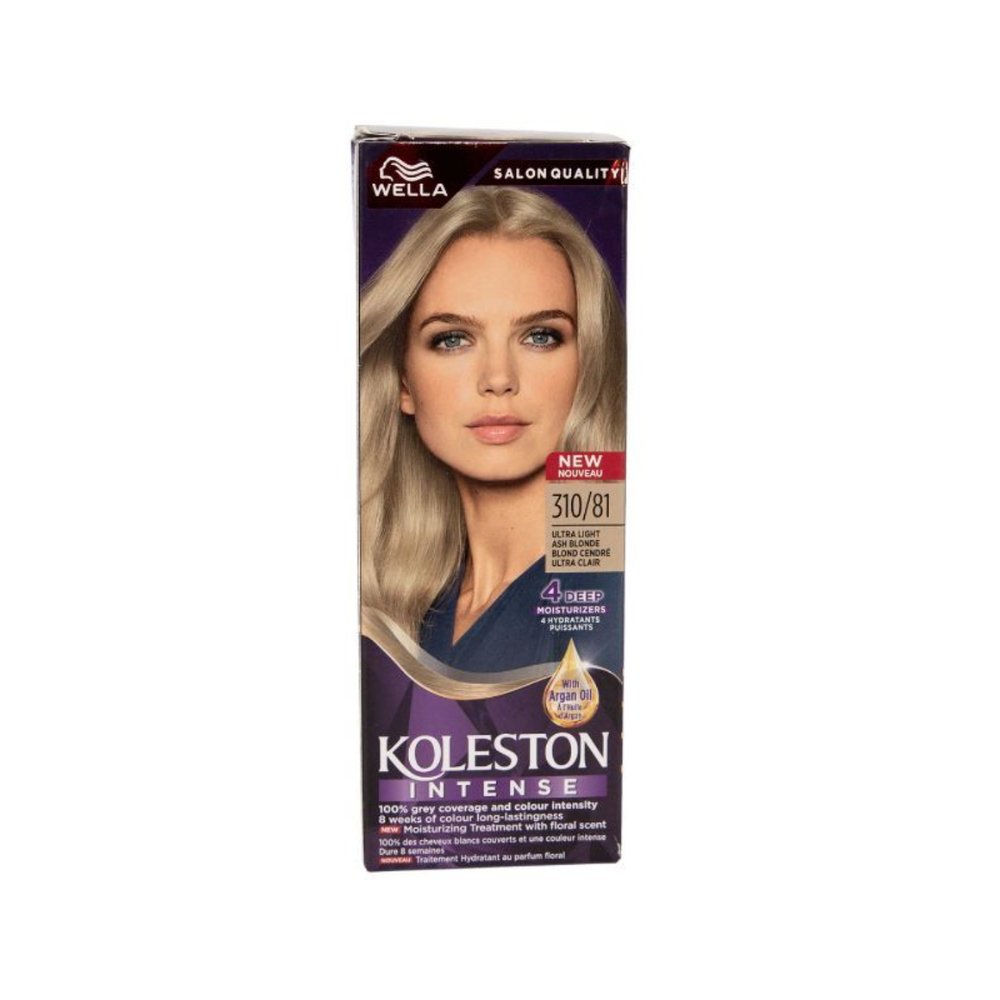 WELLA
SALON QUALITY
NEW
NOUVEAU
310/81
ULTRA LIGHT
ASH BLONDE
BLOND CENDRÉ
ULTRA CLAIR
4 DEEP
MOISTURIZERS
4 HYDRATANTS
PUISSANTS
With
Argan Oil
À l'Huile
d'Argan
KOLESTON
INTENSE
100% grey coverage and colour intensity
8 weeks of colour long-lastingness
NEW Moisturizing Treatment with floral scent
100% des cheveux blancs couverts et une couleur intense
Dure 8 semaines
NOUVEAU Traitement Hydratant au parfum floral